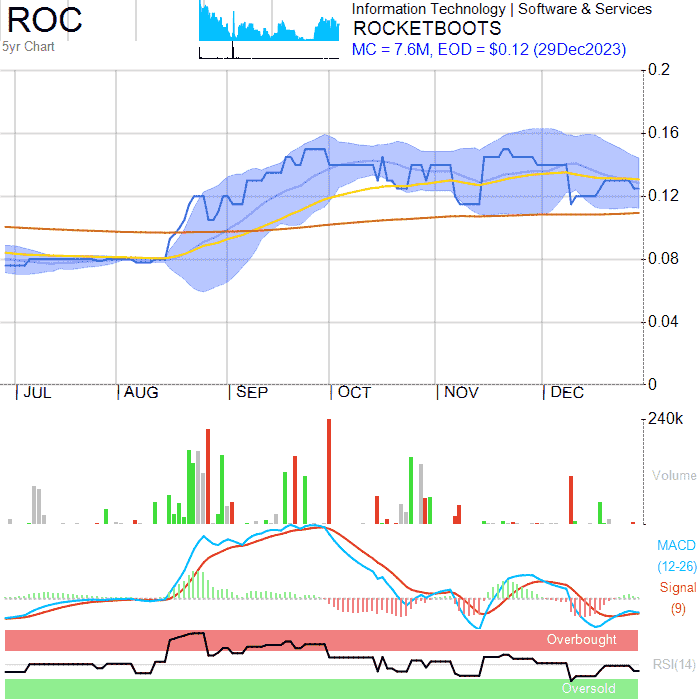 ROC
5yr Chart
Information Technology | Software & Services
ROCKETBOOTS
MC = 7.6M, EOD = $0.12 (29Dec2023)
0.2
0.16
0.12
0.08
0.04
0
| JUL | AUG | SEP | OCT | NOV | DEC
240k
Volume
MACD
(12-26)
Signal
(9)
Overbought
RSI(14)
Oversold